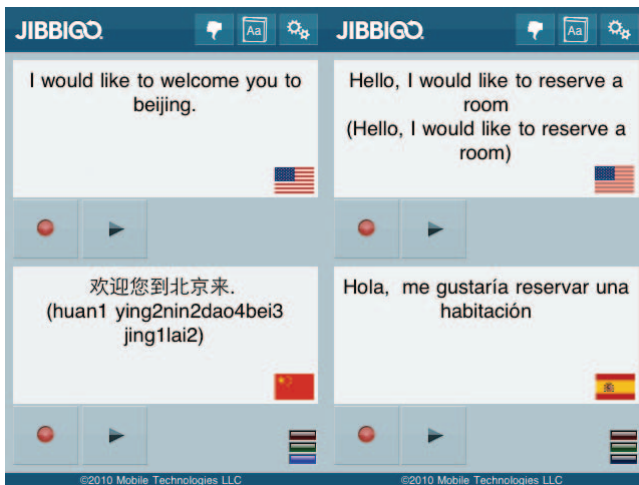 JIBBIGO.
Aa
I would like to welcome you to
beijing.
欢迎您到北京来.
(huan1 ying2nin2dao4bei3
jing1lai2)
©2010 Mobile Technologies LLC
JIBBIGO.
Aa
Hello, I would like to reserve a
room
(Hello, I would like to reserve a
room)
Hola, me gustaría reservar una
habitación
©2010 Mobile Technologies LLC